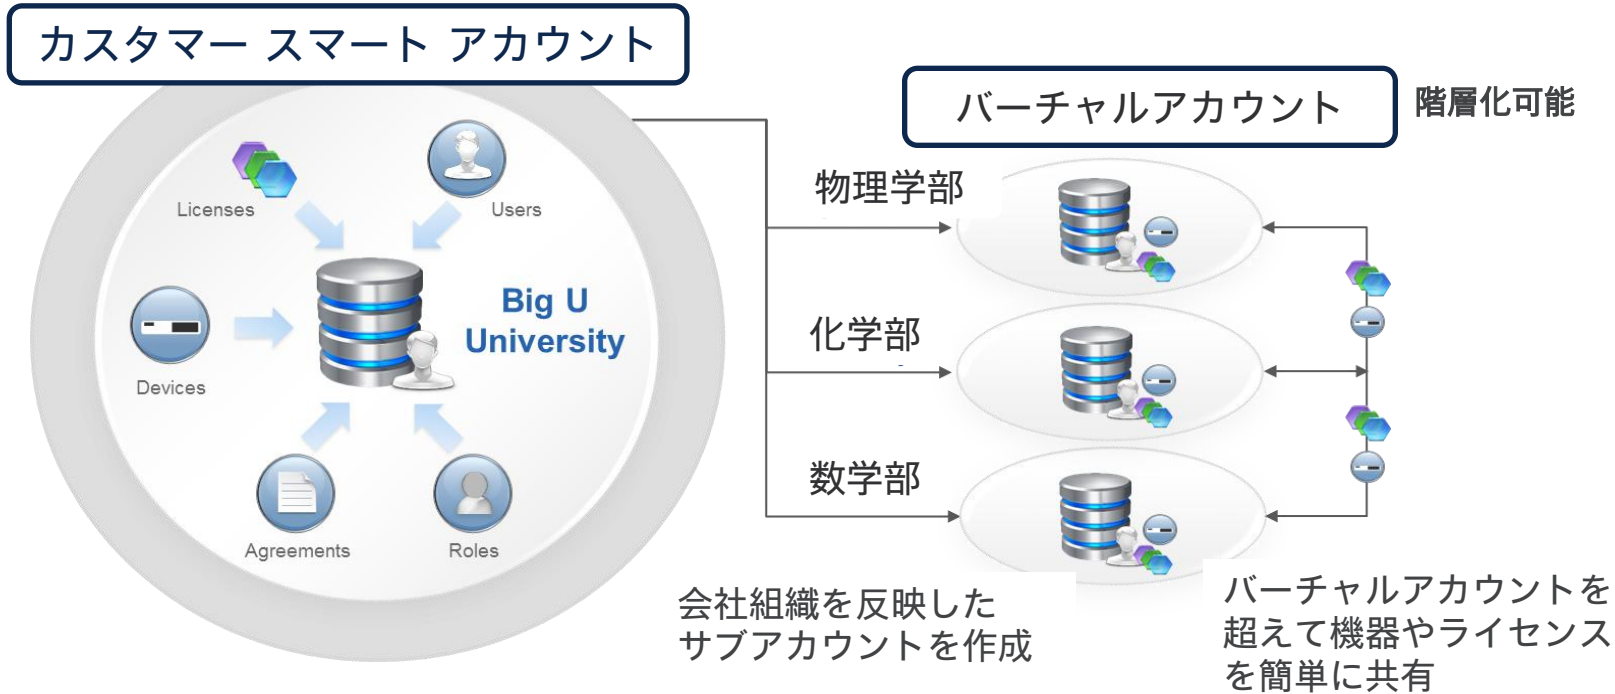 カスタマー スマート アカウント
バーチャルアカウント
階層化可能
Licenses
Users
Big U
University
Devices
Agreements
Roles
物理学部
化学部
数学部
会社組織を反映した
サブアカウントを作成
バーチャルアカウントを
超えて機器やライセンス
を簡単に共有